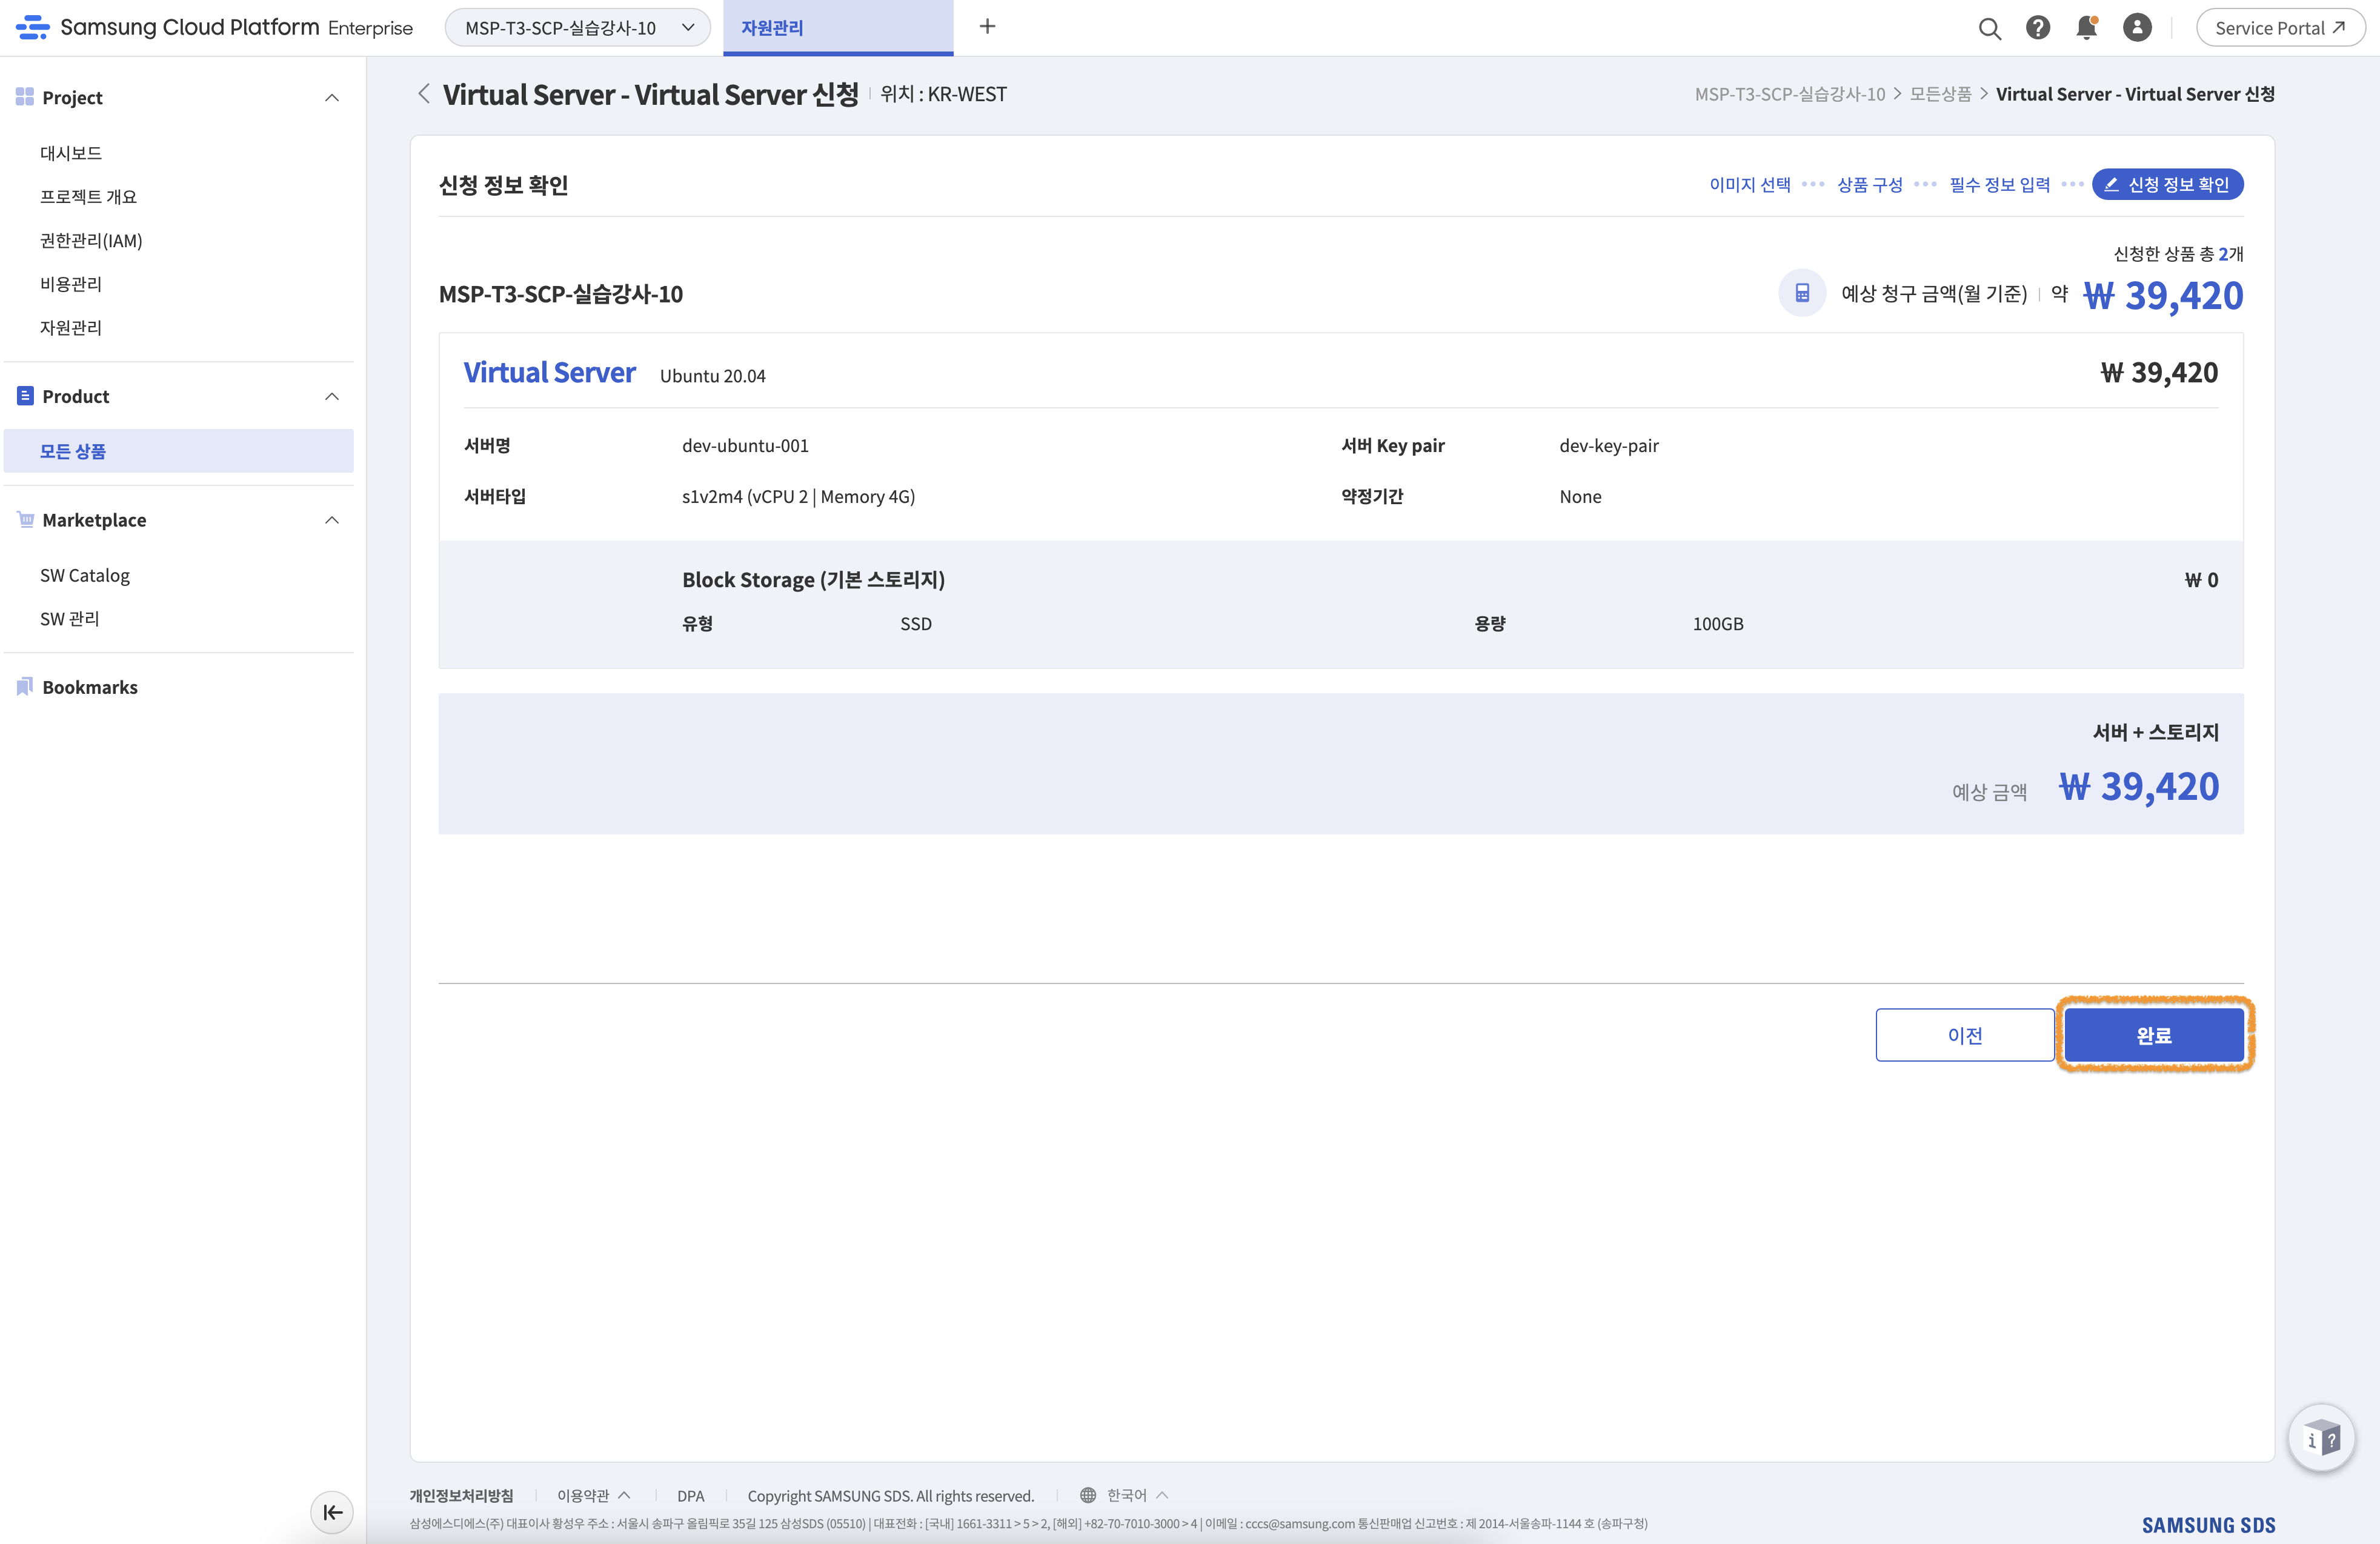 Samsung Cloud Platform Enterprise
MSP-T3-SCP-실습강사-10
자원관리
Service Portal
Project
대시보드
프로젝트 개요
권한관리(IAM)
비용관리
자원관리
Product
모든 상품
Marketplace
SW Catalog
SW 관리
Bookmarks
Virtual Server - Virtual Server 신청 | 위치 : KR-WEST
MSP-T3-SCP-실습강사-10 > 모든상품 > Virtual Server - Virtual Server 신청
신청 정보 확인
이미지 선택 ••• 상품 구성 ••• 필수 정보 입력 ••• 신청 정보 확인
신청한 상품 총 2개
MSP-T3-SCP-실습강사-10
예상 청구 금액(월 기준) | 약 ₩ 39,420
Virtual Server Ubuntu 20.04 ₩ 39,420
서버명 dev-ubuntu-001 서버 Key pair dev-key-pair
서버타입 s1v2m4 (vCPU 2 | Memory 4G) 약정기간 None
Block Storage (기본 스토리지) ₩ 0
유형 SSD 용량 100GB
서버 + 스토리지
예상 금액 ₩ 39,420
이전 완료
개인정보처리방침 | 이용약관 | DPA | Copyright SAMSUNG SDS. All rights reserved. | 한국어
삼성에스디에스(주) 대표이사 황성우 주소 : 서울시 송파구 올림픽로 35길 125 삼성SDS (05510) | 대표전화 : [국내] 1661-3311 > 5 > 2, [해외] +82-70-7010-3000 > 4 | 이메일 : cccs@samsung.com 통신판매업 신고번호 : 제 2014-서울송파-1144 호 (송파구청)
SAMSUNG SDS